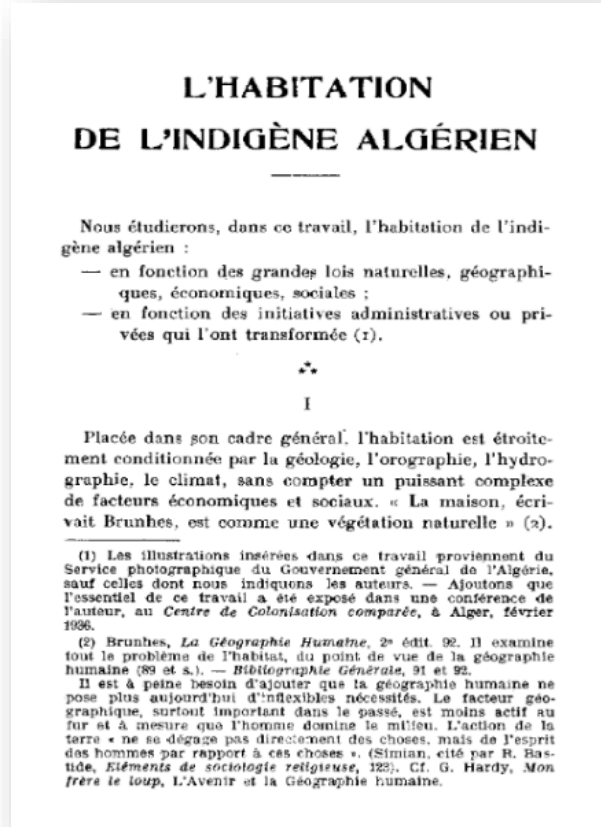 L'HABITATION
DE L'INDIGÈNE ALGÉRIEN
Nous étudierons, dans ce travail, l'habitation de l'indi-
gène algérien :
— en fonction des grandes lois naturelles, géographi-
ques, économiques, sociales ;
— en fonction des initiatives administratives ou pri-
vées qui l'ont transformée (1).
I
Placée dans son cadre général, l'habitation est étroite-
ment conditionnée par la géologie, l'orographie, l'hydro-
graphie, le climat, sans compter un puissant complexe
de facteurs économiques et sociaux. « La maison, écri-
vait Brunhes, est comme une végétation naturelle » (2).
(1) Les illustrations insérées dans ce travail proviennent du
Service photographique du Gouvernement général de l'Algérie,
sauf celles dont nous indiquons les auteurs. — Ajoutons que
l'essentiel de ce travail a été exposé dans une conférence de
l'auteur, au Centre de Colonisation comparée, à Alger, février
1936.
(2) Brunhes, La Géographie Humaine, 2e édit. 92. Il examine
tout le problème de l'habitat, du point de vue de la géographie
humaine (89 et s.). — Bibliographie Générale, 91 et 92.
Il est à peine besoin d'ajouter que la géographie humaine ne
pose plus aujourd'hui d'inflexibles nécessités. Le facteur géo-
graphique, surtout important dans le passé, est moins actif au
fur et à mesure que l'homme domine le milieu. L'action de la
terre « ne se dégage pas directement des choses, mais de l'esprit
des hommes par rapport à ces choses ». (Simian, cité par R. Bas-
tide, Eléments de sociologie religieuse, 123). Cf. G. Hardy, Mon
frère le loup, L'Avenir et la Géographie humaine.